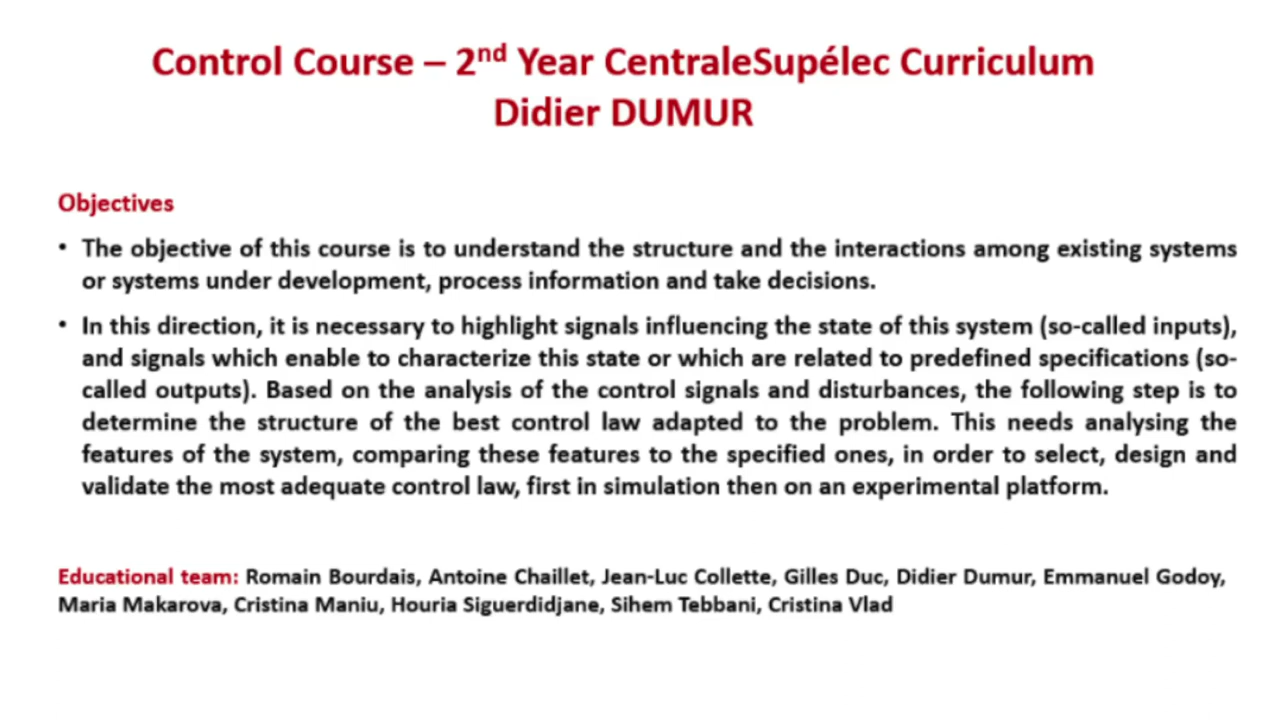 Control Course – 2nd Year CentraleSupélec Curriculum
Didier DUMUR
Objectives
• The objective of this course is to understand the structure and the interactions among existing systems
or systems under development, process information and take decisions.
• In this direction, it is necessary to highlight signals influencing the state of this system (so-called inputs),
and signals which enable to characterize this state or which are related to predefined specifications (so-
called outputs). Based on the analysis of the control signals and disturbances, the following step is to
determine the structure of the best control law adapted to the problem. This needs analysing the
features of the system, comparing these features to the specified ones, in order to select, design and
validate the most adequate control law, first in simulation then on an experimental platform.
Educational team: Romain Bourdais, Antoine Chaillet, Jean-Luc Collette, Gilles Duc, Didier Dumur, Emmanuel Godoy,
Maria Makarova, Cristina Maniu, Houria Siguerdidjane, Sihem Tebbani, Cristina Vlad